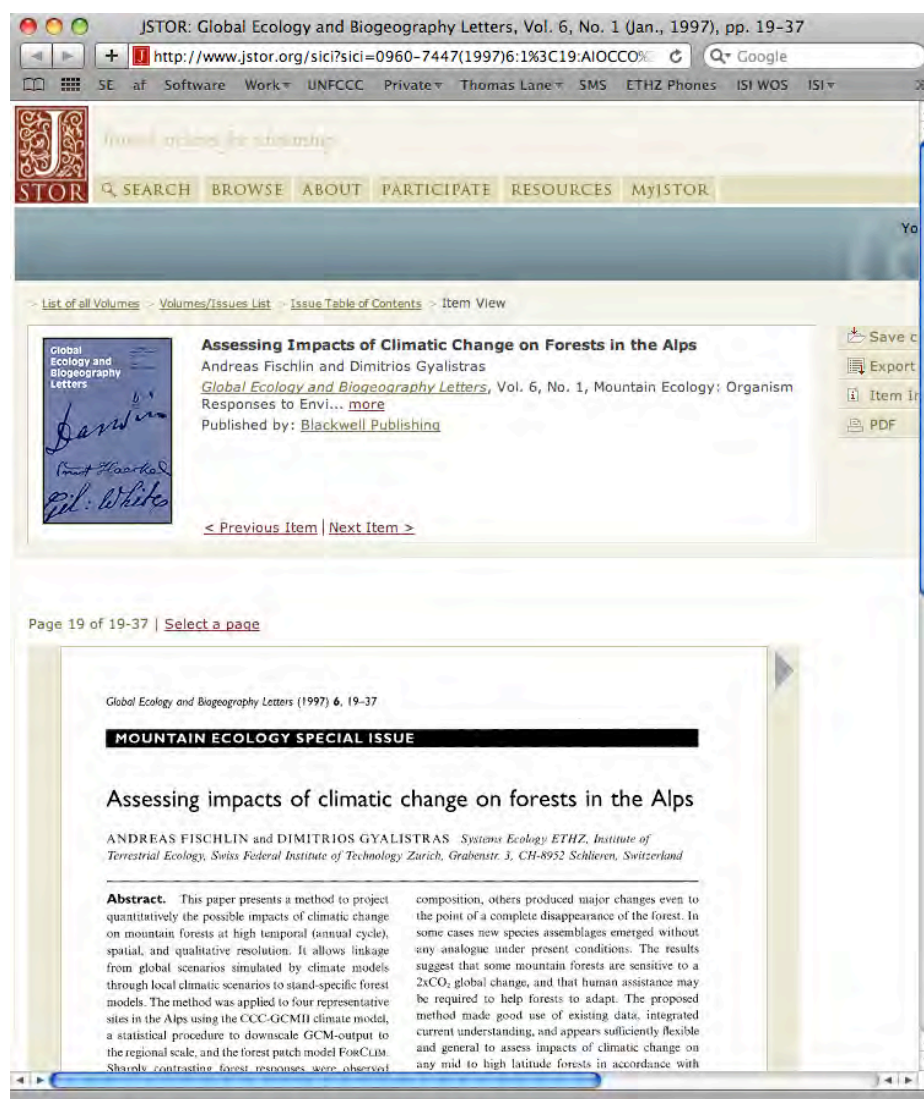 JSTOR: Global Ecology and Biogeography Letters, Vol. 6, No. 1 (Jan., 1997), pp. 19-37
http://www.jstor.org/sici?sici=0960-7447(1997)6:1%3C19:AIOCCO%
Google
SE af Software Work UNFCCC Private Thomas Lane SMS ETHZ Phones ISI WOS ISI
JSTOR
SEARCH BROWSE ABOUT PARTICIPATE RESOURCES MYJSTOR
Yo
> List of all Volumes > Volumes/Issues List > Issue Table of Contents > Item View
Global
Ecology and
Biogeography
Letters
Assessing Impacts of Climatic Change on Forests in the Alps
Andreas Fischlin and Dimitrios Gyalistras
Global Ecology and Biogeography Letters, Vol. 6, No. 1, Mountain Ecology: Organism
Responses to Envi... more
Published by: Blackwell Publishing
< Previous Item | Next Item >
Save c
Export
Item In
PDF
Page 19 of 19-37 | Select a page
Global Ecology and Biogeography Letters (1997) 6, 19–37
MOUNTAIN ECOLOGY SPECIAL ISSUE
Assessing impacts of climatic change on forests in the Alps
ANDREAS FISCHLIN and DIMITRIOS GYALISTRAS Systems Ecology ETHZ, Institute of
Terrestrial Ecology, Swiss Federal Institute of Technology Zurich, Grabenstr. 3, CH-8952 Schlieren, Switzerland
Abstract. This paper presents a method to project
quantitatively the possible impacts of climatic change
on mountain forests at high temporal (annual cycle),
spatial, and qualitative resolution. It allows linkage
from global scenarios simulated by climate models
through local climatic scenarios to stand-specific forest
models. The method was applied to four representative
sites in the Alps using the CCC-GCMII climate model,
a statistical procedure to downscale GCM-output to
the regional scale, and the forest patch model FORCLIM.
Sharply contrasting forest responses were observed
composition, others produced major changes even to
the point of a complete disappearance of the forest. In
some cases new species assemblages emerged without
any analogue under present conditions. The results
suggest that some mountain forests are sensitive to a
2xCO₂ global change, and that human assistance may
be required to help forests to adapt. The proposed
method made good use of existing data, integrated
current understanding, and appears sufficiently flexible
and general to assess impacts of climatic change on
any mid to high latitude forests in accordance with